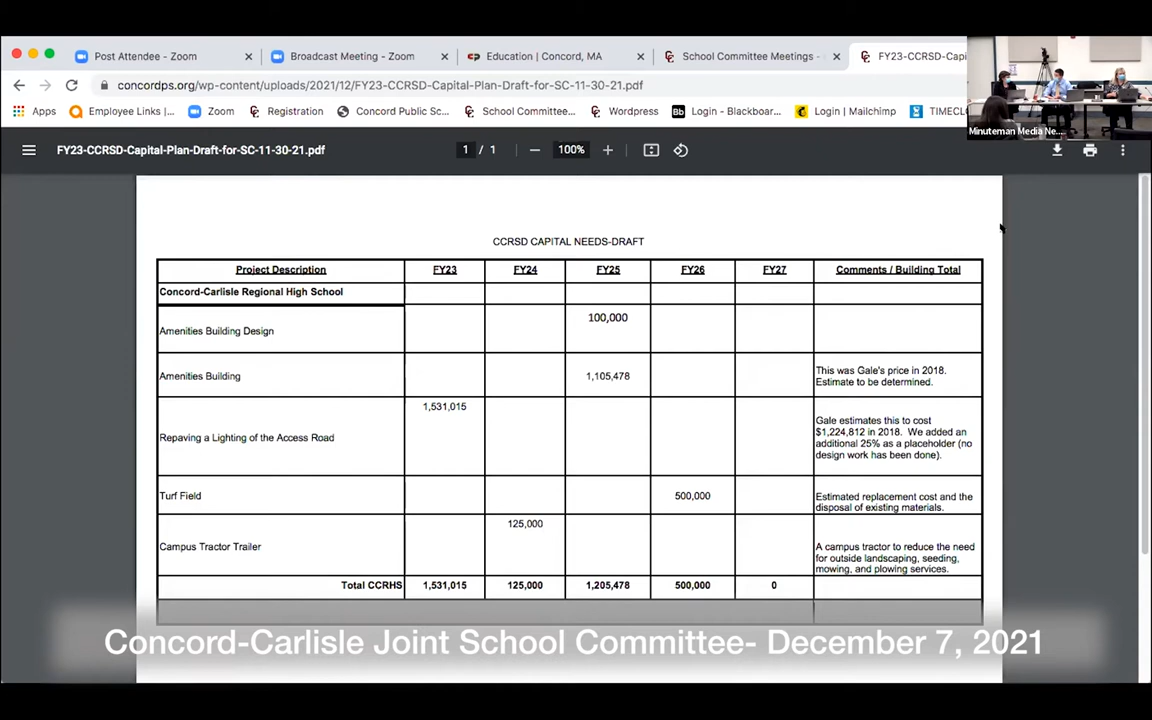 Post Attendee - Zoom
Broadcast Meeting - Zoom
Education | Concord, MA
School Committee Meetings -
FY23-CCRSD-Capi
concordps.org/wp-content/uploads/2021/12/FY23-CCRSD-Capital-Plan-Draft-for-SC-11-30-21.pdf
Apps
Employee Links |...
Zoom
Registration
Concord Public Sc...
School Committee...
Wordpress
Bb Login - Blackboar...
Login | Mailchimp
TIMECLO
Minuteman Media Ne...
FY23-CCRSD-Capital-Plan-Draft-for-SC-11-30-21.pdf
1 / 1
100%
CCRSD CAPITAL NEEDS-DRAFT
Project Description FY23 FY24 FY25 FY26 FY27 Comments / Building Total
Concord-Carlisle Regional High School
Amenities Building Design 100,000
Amenities Building 1,105,478
This was Gale's price in 2018.
Estimate to be determined.
Repaving a Lighting of the Access Road 1,531,015
Gale estimates this to cost
$1,224,812 in 2018. We added an
additional 25% as a placeholder (no
design work has been done).
Turf Field 500,000
Estimated replacement cost and the
disposal of existing materials.
Campus Tractor Trailer 125,000
A campus tractor to reduce the need
for outside landscaping, seeding,
mowing, and plowing services.
Total CCRHS 1,531,015 125,000 1,205,478 500,000 0
Concord-Carlisle Joint School Committee- December 7, 2021